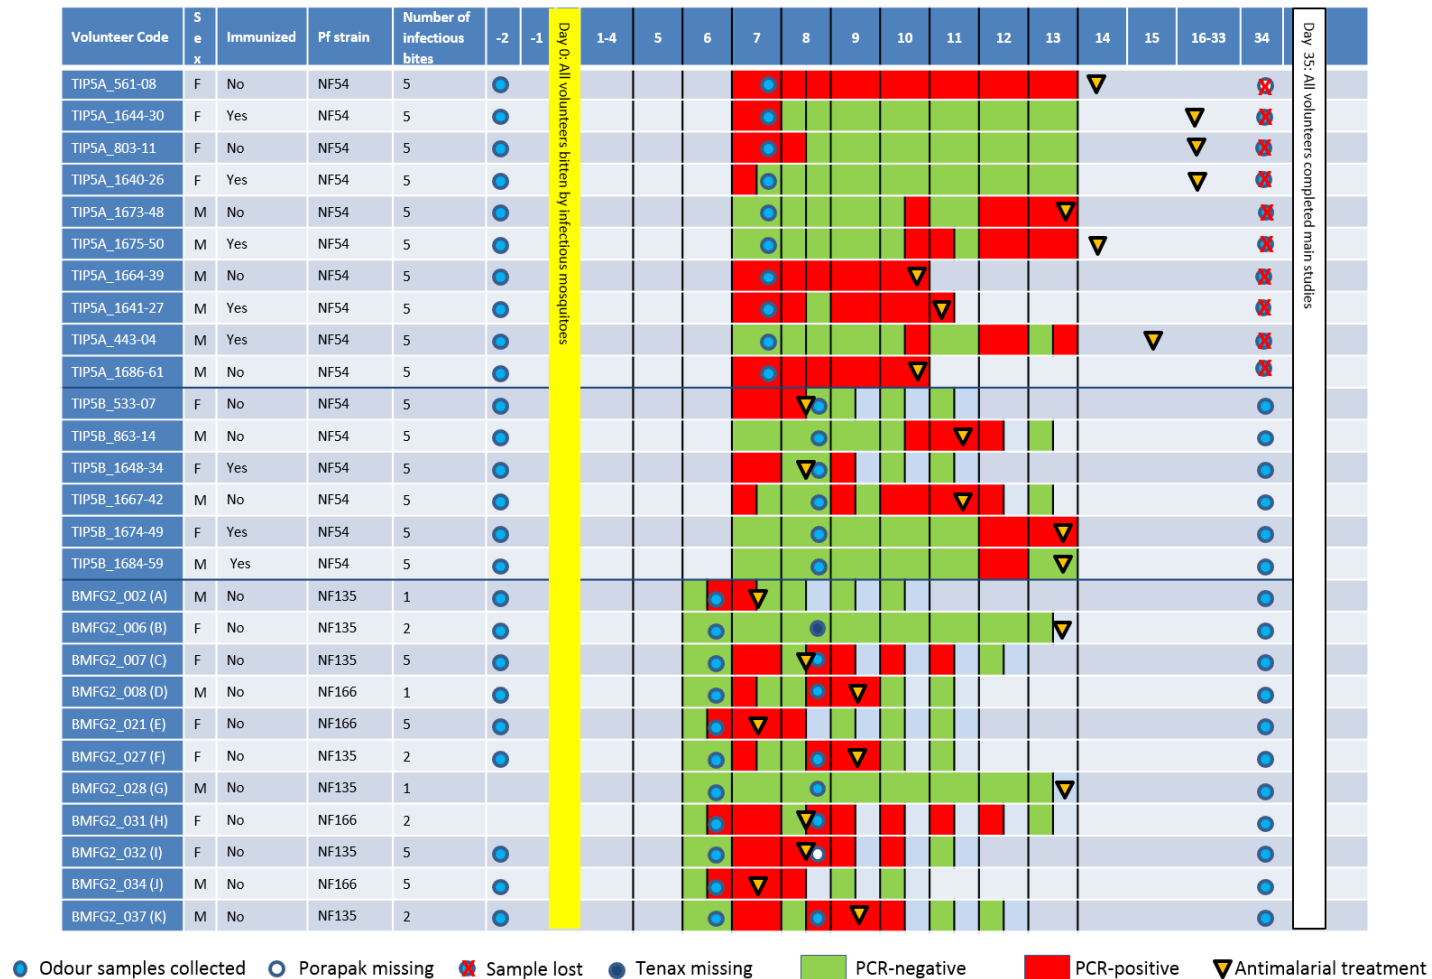 Volunteer Code Sex Immunized Pf strain Number of infectious bites -2 -1 1-4 5 6 7 8 9 10 11 12 13 14 15 16-33 34
Day 0: All volunteers bitten by infectious mosquitoes
Day 35: All volunteers completed main studies
TIP5A_561-08 F No NF54 5
TIP5A_1644-30 F Yes NF54 5
TIP5A_803-11 F No NF54 5
TIP5A_1640-26 F Yes NF54 5
TIP5A_1673-48 M No NF54 5
TIP5A_1675-50 M Yes NF54 5
TIP5A_1664-39 M No NF54 5
TIP5A_1641-27 M Yes NF54 5
TIP5A_443-04 M Yes NF54 5
TIP5A_1686-61 M No NF54 5
TIP5B_533-07 F No NF54 5
TIP5B_863-14 M No NF54 5
TIP5B_1648-34 F Yes NF54 5
TIP5B_1667-42 M No NF54 5
TIP5B_1674-49 F Yes NF54 5
TIP5B_1684-59 M Yes NF54 5
BMFG2_002 (A) M No NF135 1
BMFG2_006 (B) F No NF135 2
BMFG2_007 (C) F No NF135 5
BMFG2_008 (D) M No NF166 1
BMFG2_021 (E) F No NF166 5
BMFG2_027 (F) F No NF135 2
BMFG2_028 (G) M No NF135 1
BMFG2_031 (H) F No NF166 2
BMFG2_032 (I) F No NF135 5
BMFG2_034 (J) M No NF166 5
BMFG2_037 (K) M No NF135 2
Odour samples collected Porapak missing Sample lost Tenax missing PCR-negative PCR-positive Antimalarial treatment